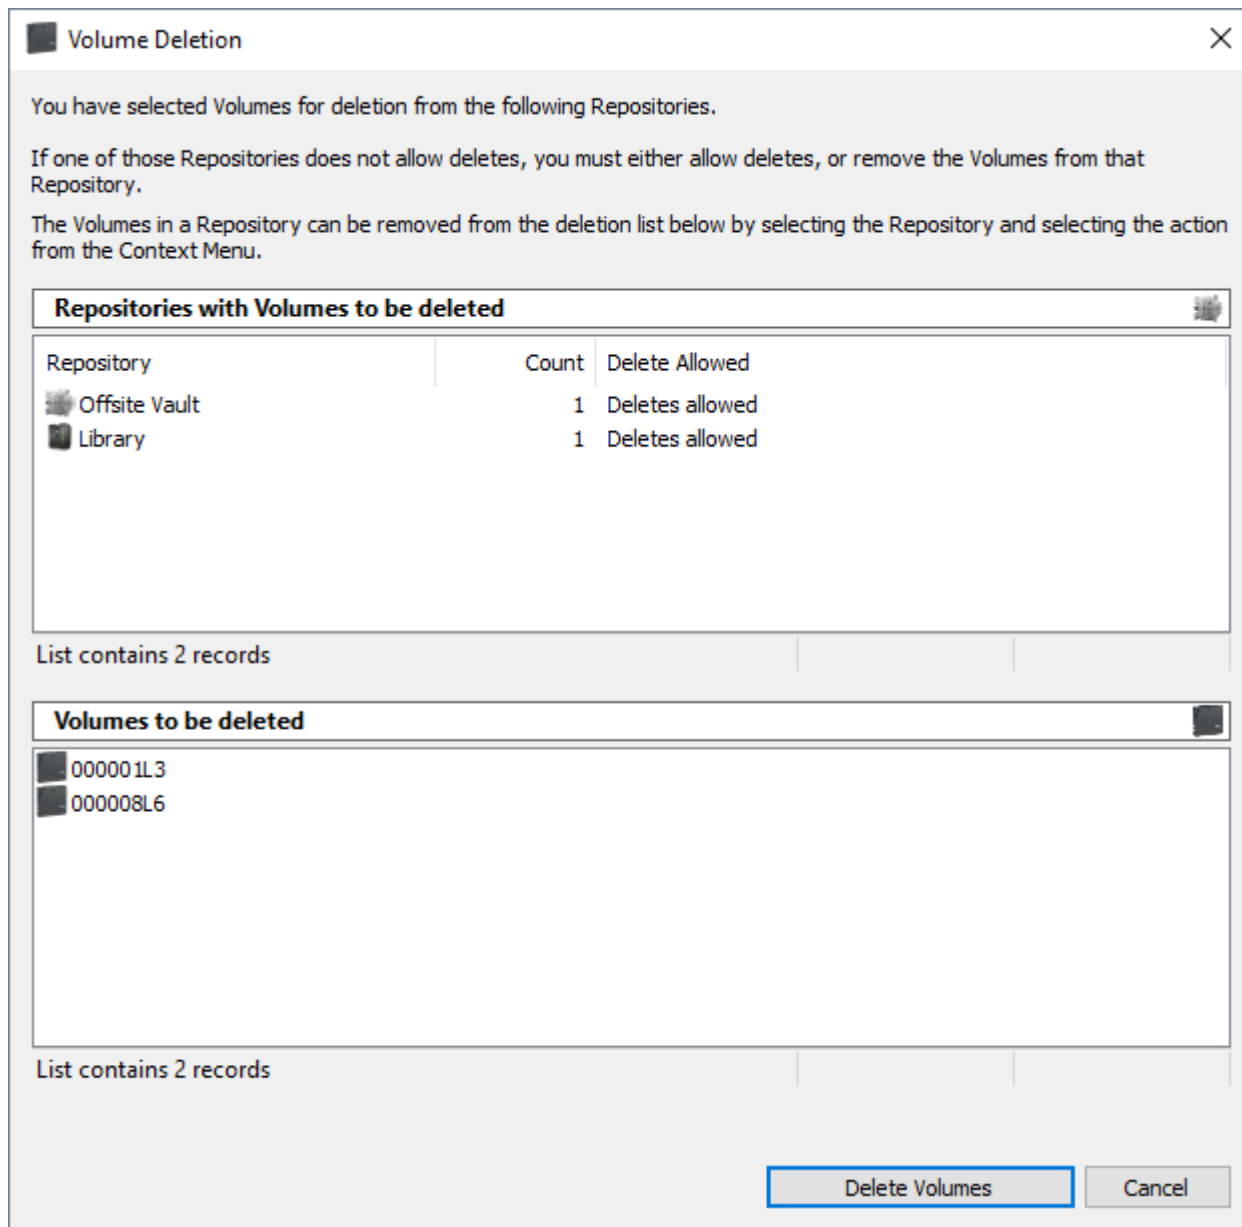 Volume Deletion
You have selected Volumes for deletion from the following Repositories.
If one of those Repositories does not allow deletes, you must either allow deletes, or remove the Volumes from that
Repository.
The Volumes in a Repository can be removed from the deletion list below by selecting the Repository and selecting the action
from the Context Menu.
Repositories with Volumes to be deleted
Repository Count Delete Allowed
Offsite Vault 1 Deletes allowed
Library 1 Deletes allowed
List contains 2 records
Volumes to be deleted
000001L3
000008L6
List contains 2 records
Delete Volumes Cancel